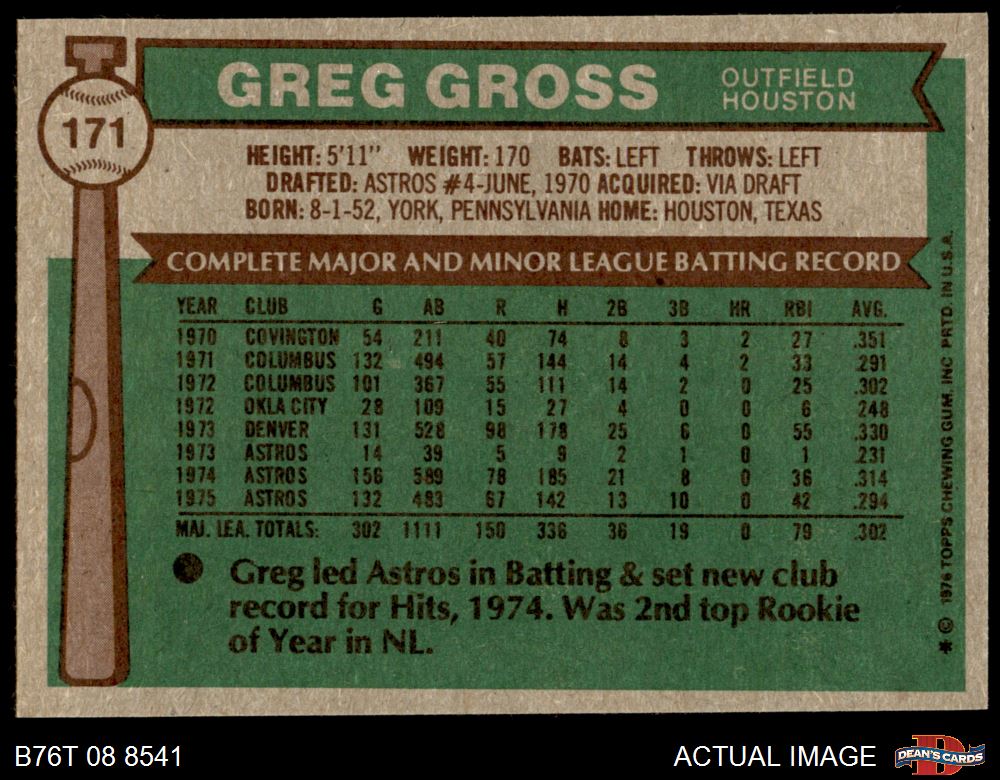 171
GREG GROSS
OUTFIELD
HOUSTON
HEIGHT: 5'11" WEIGHT: 170 BATS: LEFT THROWS: LEFT
DRAFTED: ASTROS #4-JUNE, 1970 ACQUIRED: VIA DRAFT
BORN: 8-1-52, YORK, PENNSYLVANIA HOME: HOUSTON, TEXAS
COMPLETE MAJOR AND MINOR LEAGUE BATTING RECORD
YEAR CLUB G AB R H 2B 3B HR RBI AVG.
1970 COVINGTON 54 211 40 74 8 3 2 27 .351
1971 COLUMBUS 132 494 57 144 14 4 2 33 .291
1972 COLUMBUS 101 367 55 111 14 2 0 25 .302
1972 OKLA CITY 28 109 15 27 4 0 0 6 .248
1973 DENVER 131 528 98 178 25 6 0 55 .330
1973 ASTROS 14 39 5 9 2 1 0 1 .231
1974 ASTROS 156 589 78 185 21 8 0 36 .314
1975 ASTROS 132 483 67 142 13 10 0 42 .294
MAJ. LEA. TOTALS: 302 1111 150 336 36 19 0 79 .302
Greg led Astros in Batting & set new club
record for Hits, 1974. Was 2nd top Rookie
of Year in NL.
* © 1976 TOPPS CHEWING GUM, INC PRTD. IN U.S.A.
B76T 08 8541
ACTUAL IMAGE
D
DEAN'S CARDS